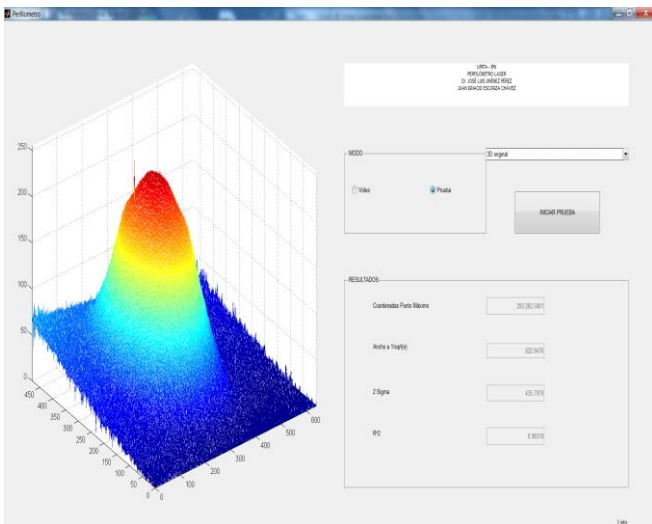 Perfilometro
UPIITA - IPN
PERFILÓMETRO LASER
Dr. JOSÉ LUIS JIMÉNEZ PÉREZ
JUAN IGNACIO ESCORZA CHÁVEZ
MODO
3D original
Video
Prueba
INICIAR PRUEBA
RESULTADOS
Coordenadas Punto Máximo
Ancho a 1/sqrt(e)
2 Sigma
R^2
250
200
150
100
50
0
450
400
350
300
250
200
150
100
50
0
0
100
200
300
400
500
600